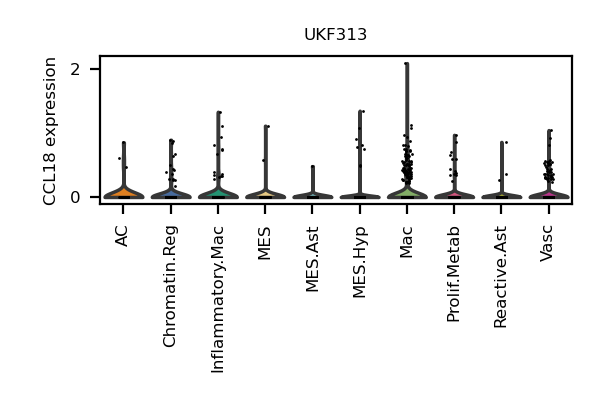 UKF313
CCL18 expression
2
0
AC
Chromatin.Reg
Inflammatory.Mac
MES
MES.Ast
MES.Hyp
Mac
Prolif.Metab
Reactive.Ast
Vasc